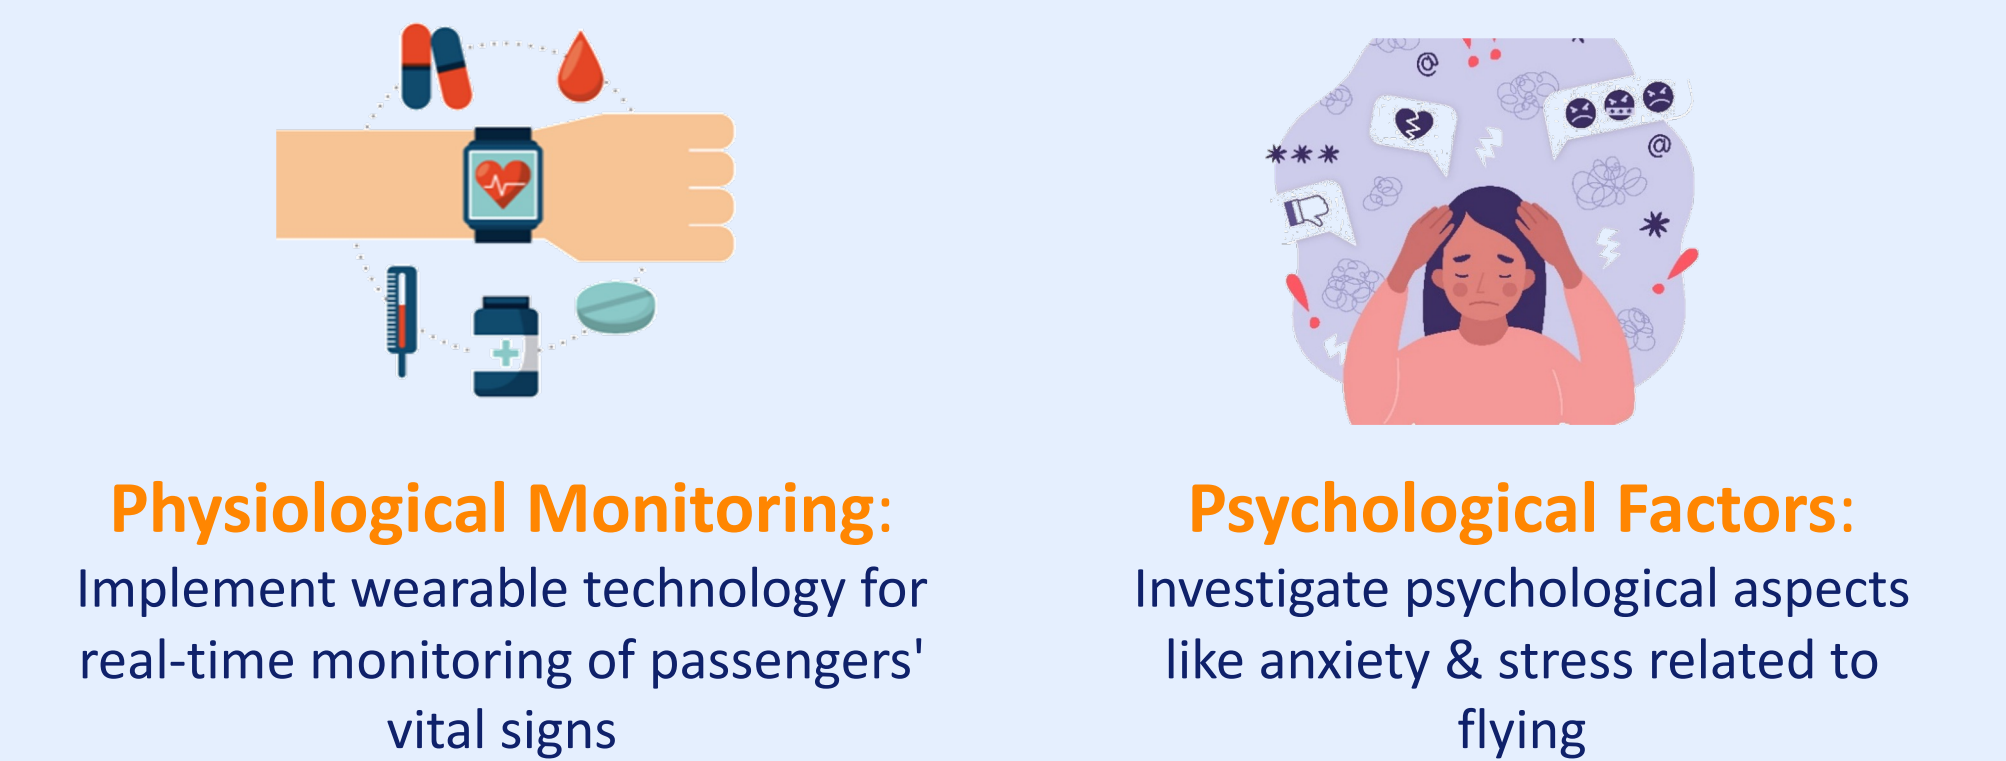 Physiological Monitoring:
Implement wearable technology for
real-time monitoring of passengers'
vital signs
Psychological Factors:
Investigate psychological aspects
like anxiety & stress related to
flying